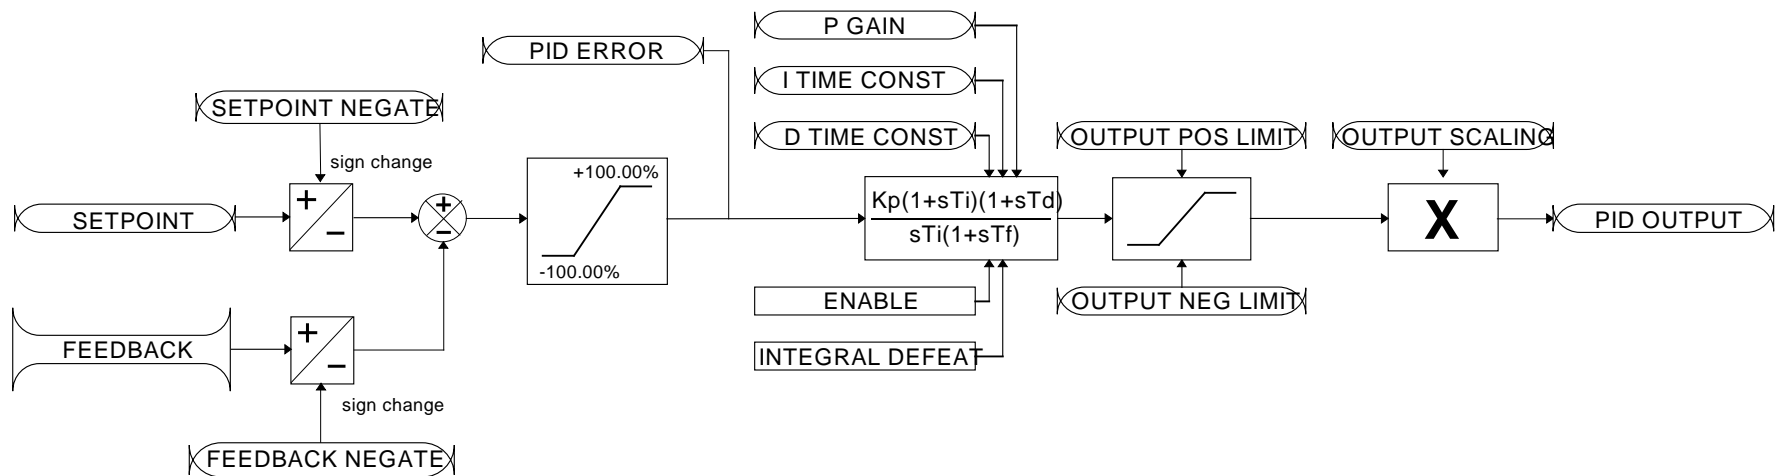 P GAIN
PID ERROR
I TIME CONST
SETPOINT NEGATE
D TIME CONST
OUTPUT POS LIMIT
OUTPUT SCALING
sign change
+100.00%
+
-
SETPOINT
+
-
Kp(1+sTi)(1+sTd)
sTi(1+sTf)
X
PID OUTPUT
-100.00%
ENABLE
OUTPUT NEG LIMIT
+
-
FEEDBACK
INTEGRAL DEFEAT
sign change
FEEDBACK NEGATE